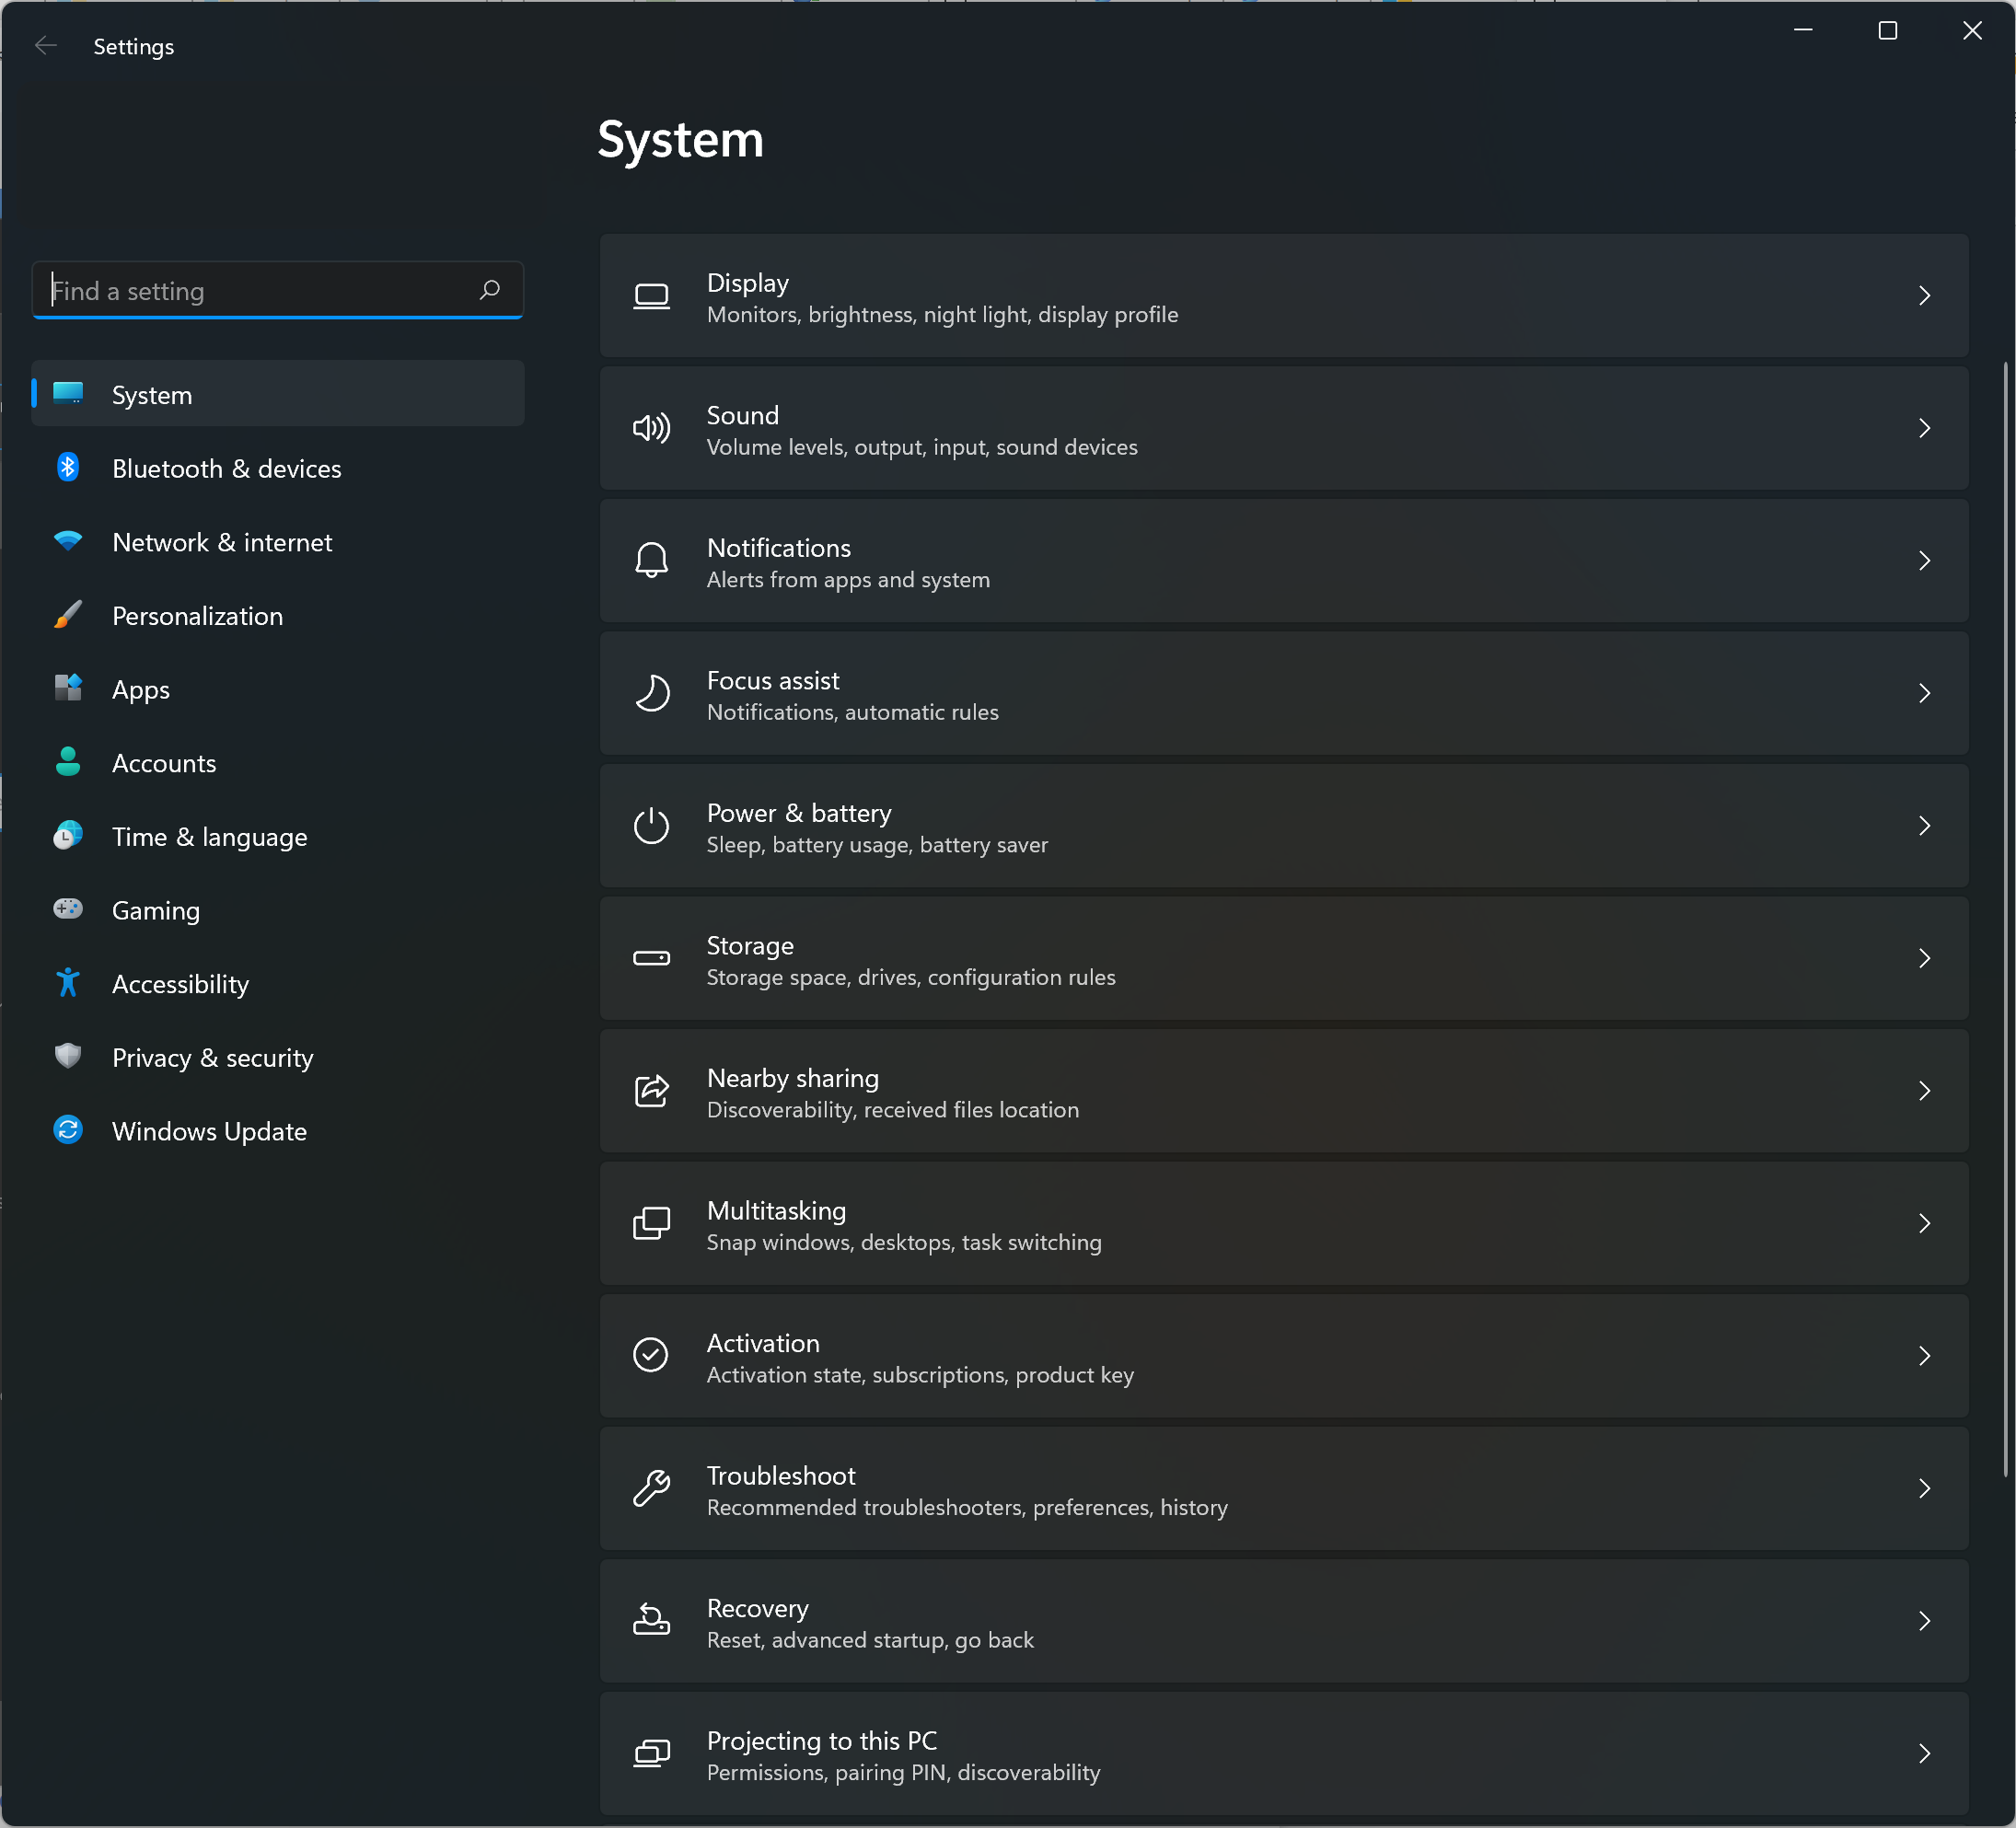 Settings
System
Find a setting
System
Bluetooth & devices
Network & internet
Personalization
Apps
Accounts
Time & language
Gaming
Accessibility
Privacy & security
Windows Update
Display
Monitors, brightness, night light, display profile
Sound
Volume levels, output, input, sound devices
Notifications
Alerts from apps and system
Focus assist
Notifications, automatic rules
Power & battery
Sleep, battery usage, battery saver
Storage
Storage space, drives, configuration rules
Nearby sharing
Discoverability, received files location
Multitasking
Snap windows, desktops, task switching
Activation
Activation state, subscriptions, product key
Troubleshoot
Recommended troubleshooters, preferences, history
Recovery
Reset, advanced startup, go back
Projecting to this PC
Permissions, pairing PIN, discoverability